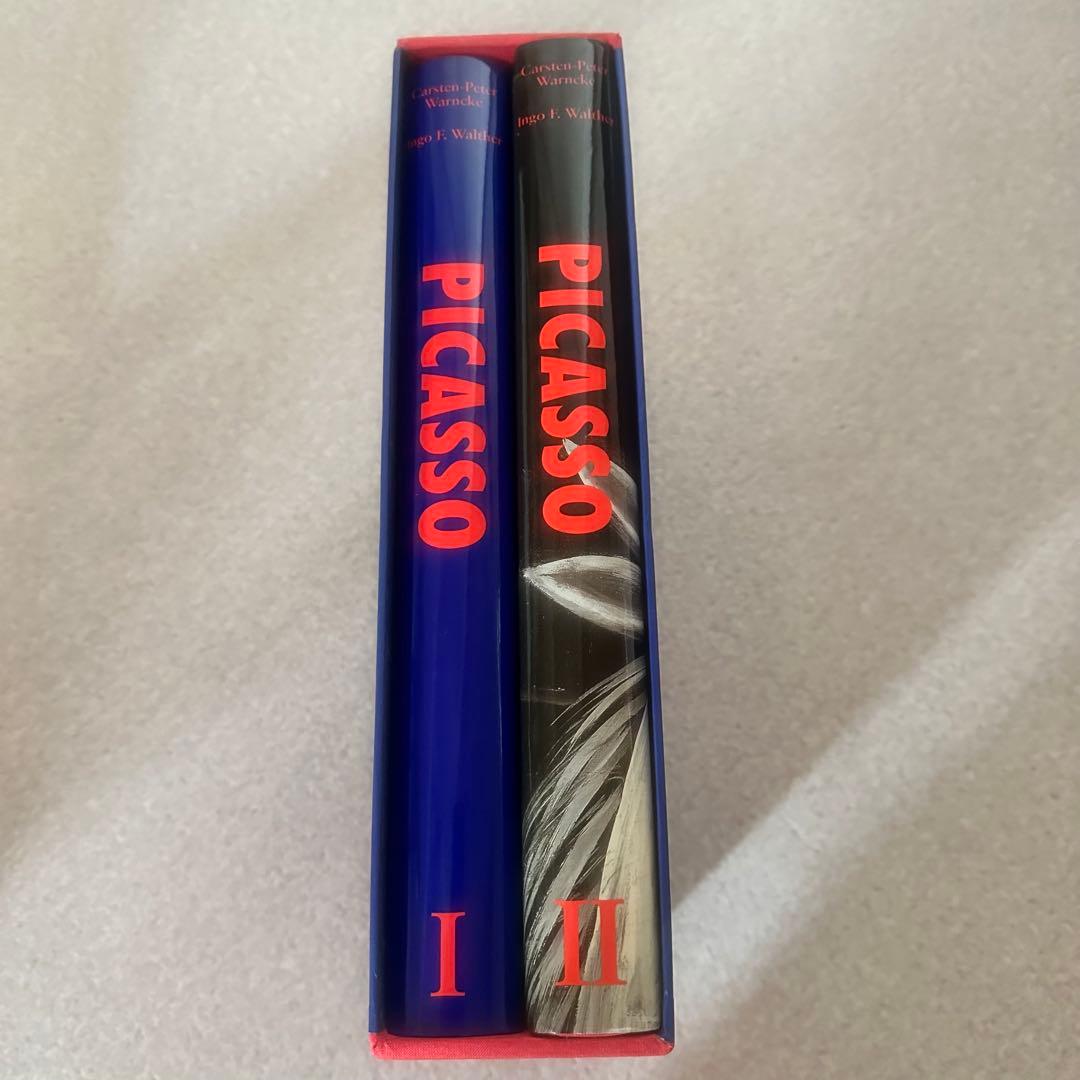 Carsten-Peter
Warncke
Ingo F. Walther
PICASSO
I
Carsten-Peter
Warncke
Ingo F. Walther
PICASSO
II